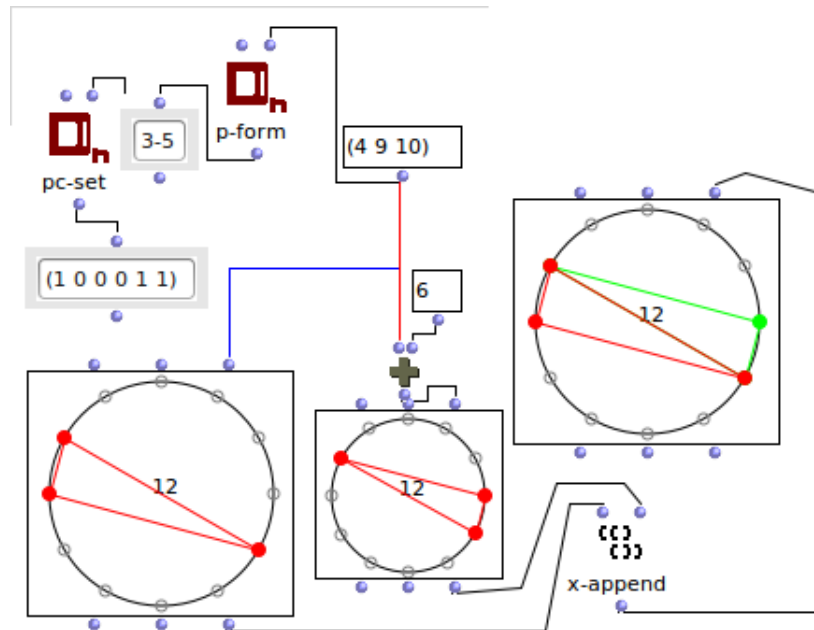 p-form
3-5
(4 9 10)
pc-set
(1 0 0 0 1 1)
6
12
12
12
x-append